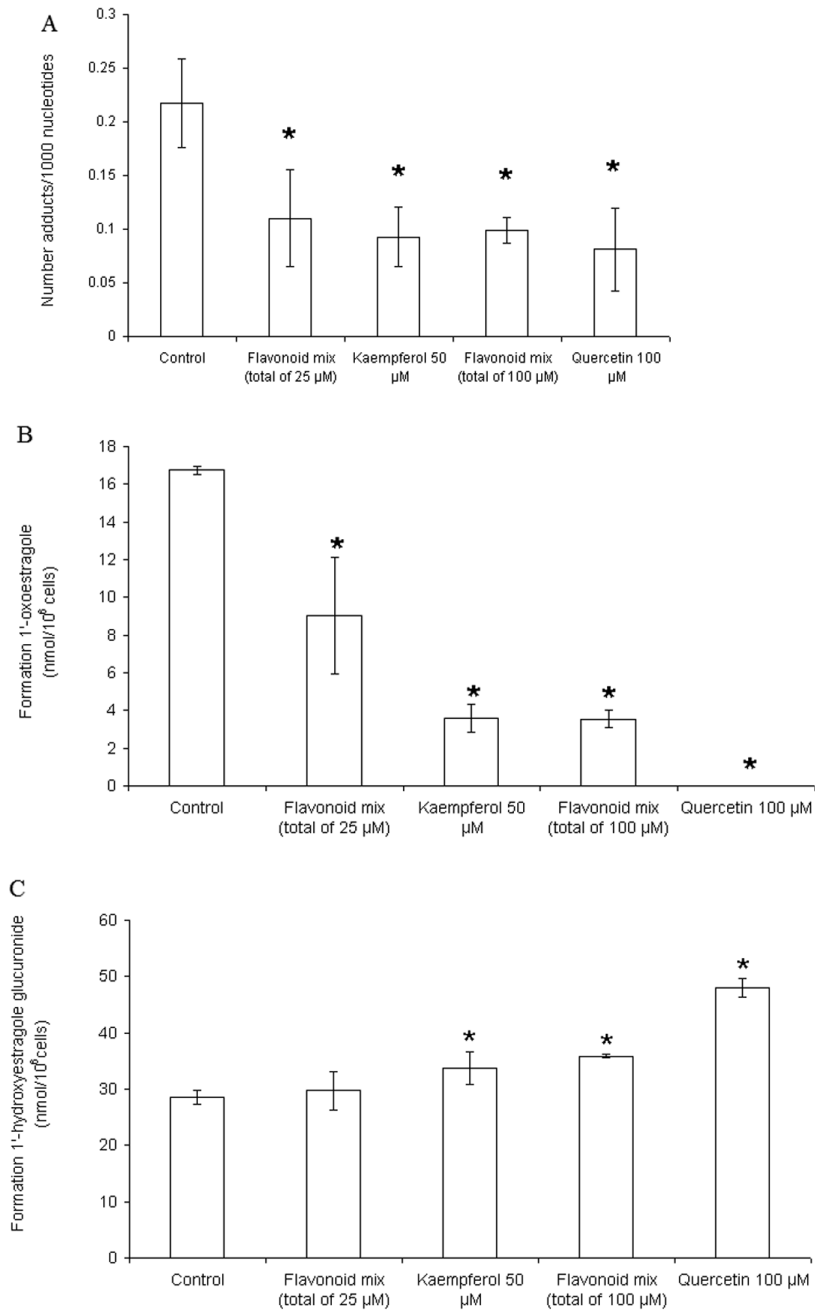 A
Number adducts/1000 nucleotides
0.3
0.25
0.2
0.15
0.1
0.05
0
*
*
*
*
Control
Flavonoid mix
(total of 25 µM)
Kaempferol 50
µM
Flavonoid mix
(total of 100 µM)
Quercetin 100
µM
B
Formation 1'-oxoestragole
(nmol/10⁶ cells)
18
16
14
12
10
8
6
4
2
0
*
*
*
*
Control
Flavonoid mix
(total of 25 µM)
Kaempferol 50
µM
Flavonoid mix
(total of 100 µM)
Quercetin 100 µM
C
Formation 1'-hydroxyestragole glucuronide
(nmol/10⁶cells)
60
50
40
30
20
10
0
*
*
*
Control
Flavonoid mix
(total of 25 µM)
Kaempferol 50
µM
Flavonoid mix
(total of 100 µM)
Quercetin 100 µM